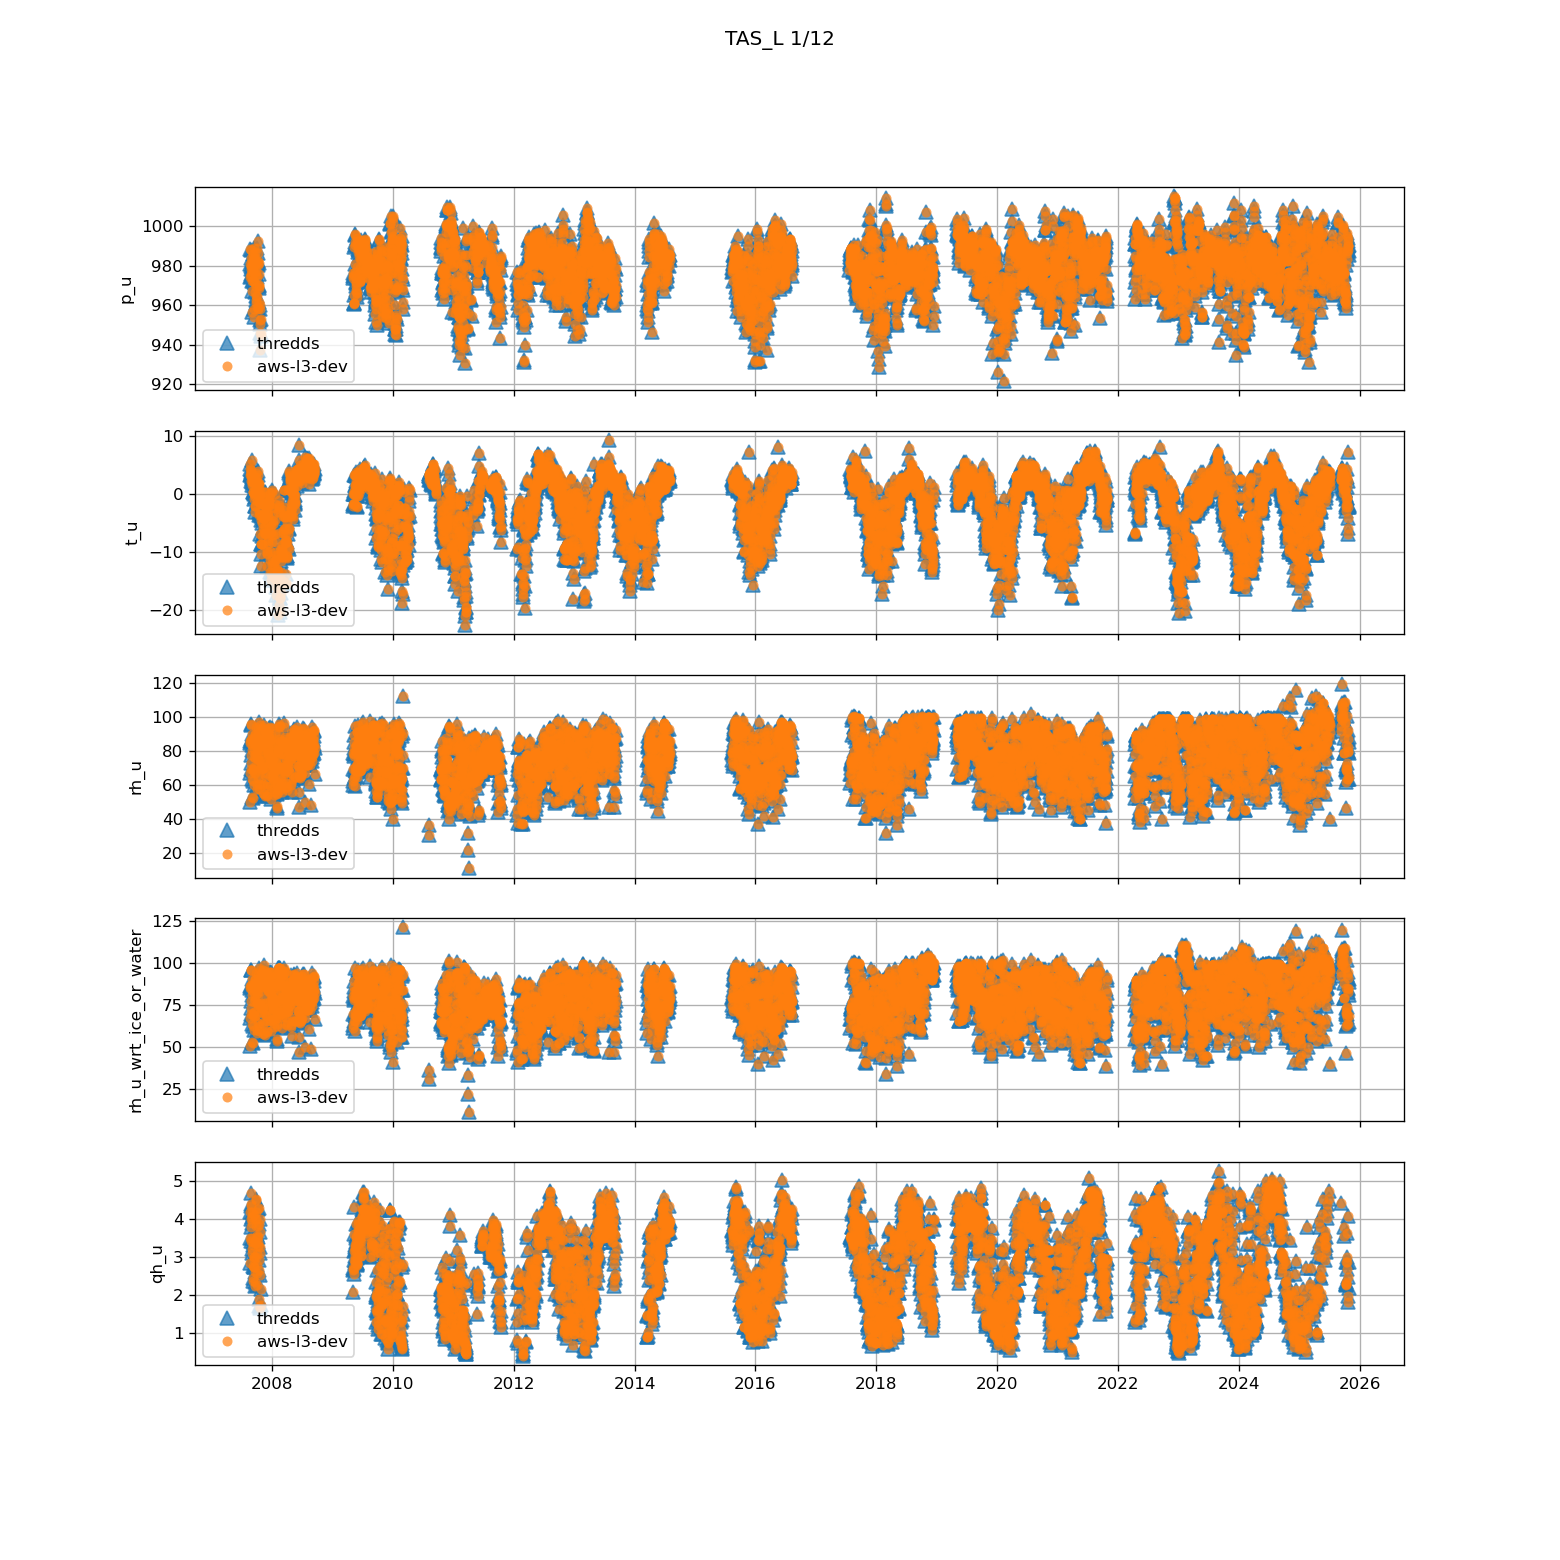 TAS_L 1/12
1000
980
960
940
920
p_u
thredds
aws-l3-dev
10
0
−10
−20
t_u
thredds
aws-l3-dev
120
100
80
60
40
20
rh_u
thredds
aws-l3-dev
125
100
75
50
25
rh_u_wrt_ice_or_water
thredds
aws-l3-dev
5
4
3
2
1
qh_u
thredds
aws-l3-dev
2008 2010 2012 2014 2016 2018 2020 2022 2024 2026